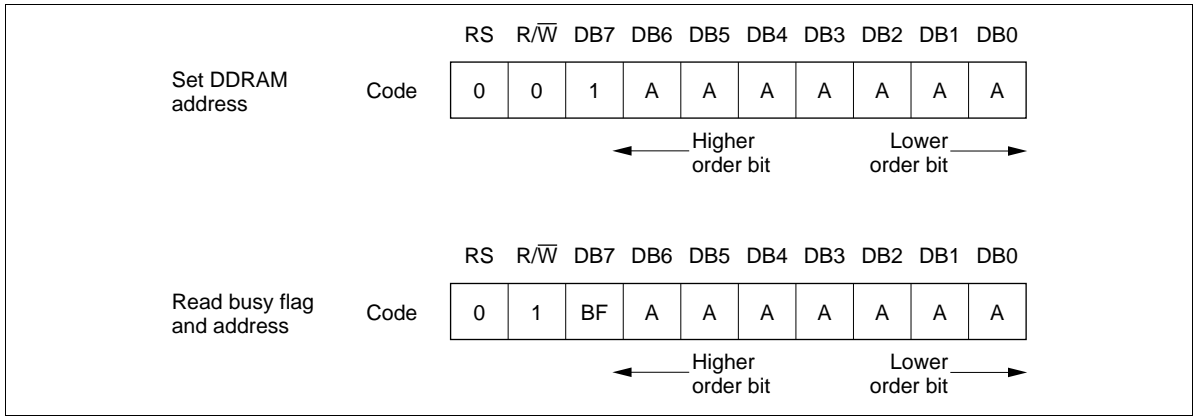 RS R/W̅ DB7 DB6 DB5 DB4 DB3 DB2 DB1 DB0
Set DDRAM
address
Code 0 0 1 A A A A A A A
Higher
order bit
Lower
order bit
RS R/W̅ DB7 DB6 DB5 DB4 DB3 DB2 DB1 DB0
Read busy flag
and address
Code 0 1 BF A A A A A A A
Higher
order bit
Lower
order bit